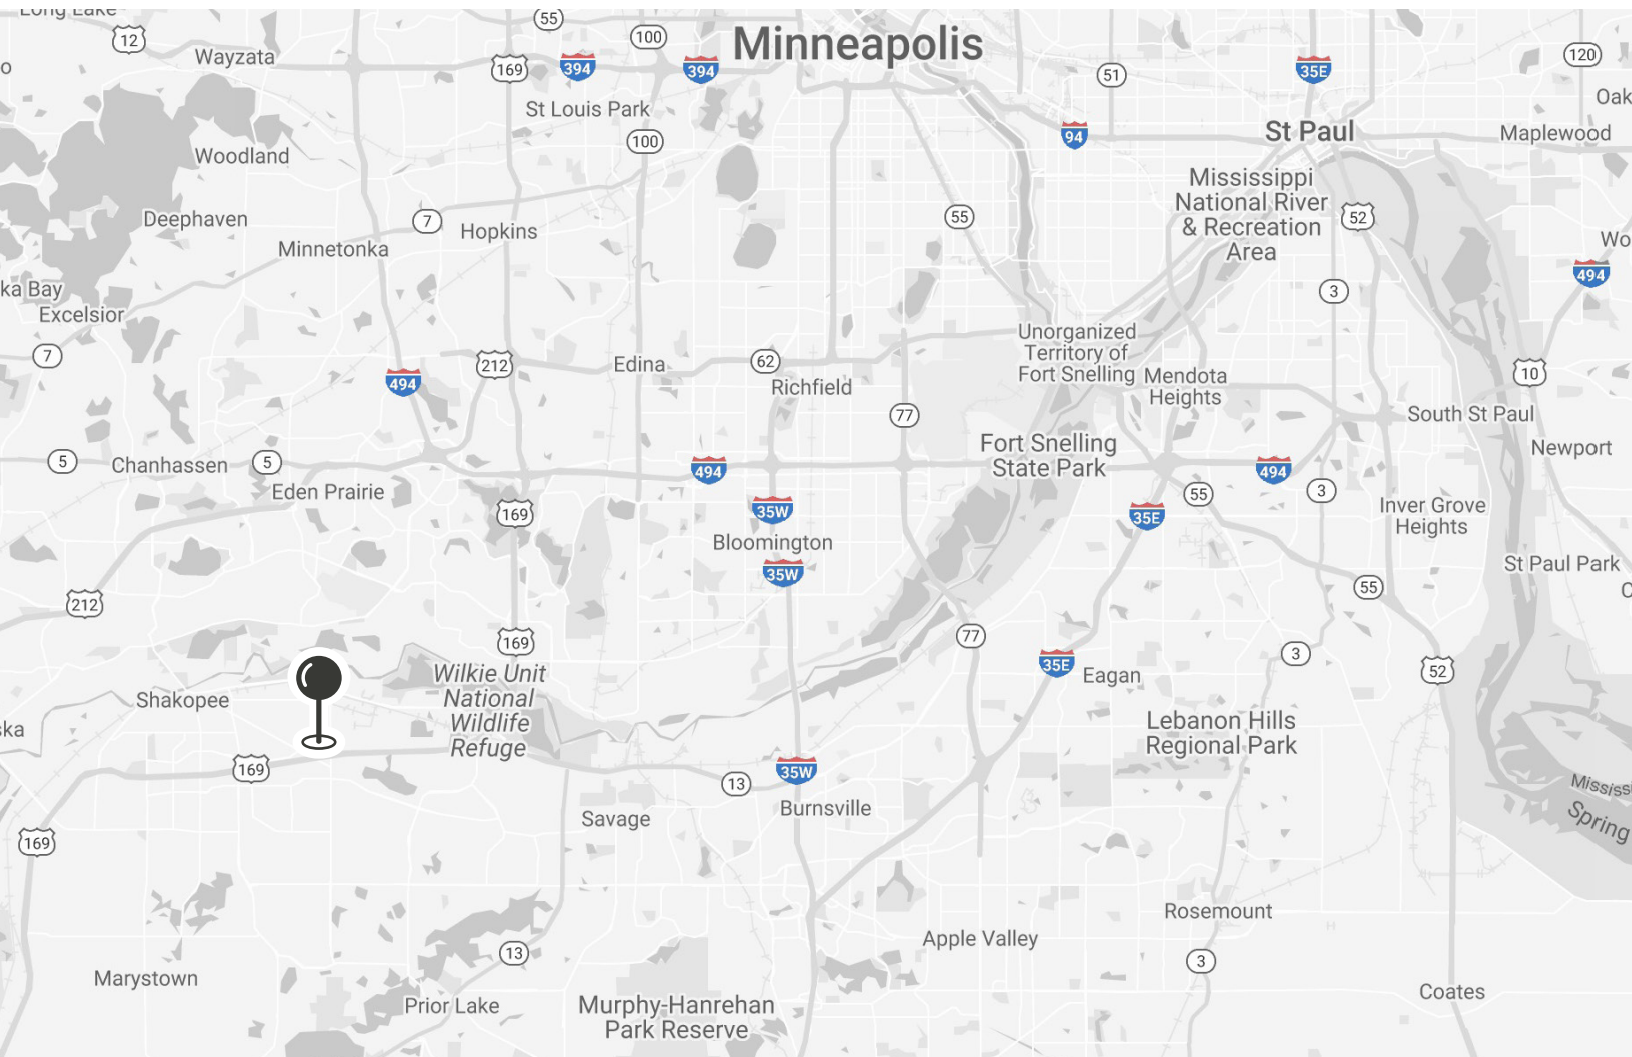 Long Lake
55
12
100
Minneapolis
Wayzata
120
169
394
394
51
35E
St Louis Park
Oak
94
St Paul
Maplewood
100
Woodland
Mississippi
National River
& Recreation
Area
Deephaven
7
Hopkins
55
52
Minnetonka
Wo
494
ka Bay
3
Excelsior
Unorganized
Territory of
Fort Snelling
7
212
Edina
62
Richfield
494
Mendota
Heights
10
77
South St Paul
Fort Snelling
State Park
Newport
5
Chanhassen
5
494
494
Eden Prairie
55
3
169
35W
35E
Inver Grove
Heights
Bloomington
35W
St Paul Park
55
212
77
169
3
35E
Eagan
52
Wilkie Unit
National
Wildlife
Refuge
Shakopee
ska
Lebanon Hills
Regional Park
169
35W
13
Mississi
Burnsville
Savage
Spring
169
Rosemount
Apple Valley
13
3
Marystown
Prior Lake
Murphy-Hanrehan
Park Reserve
Coates